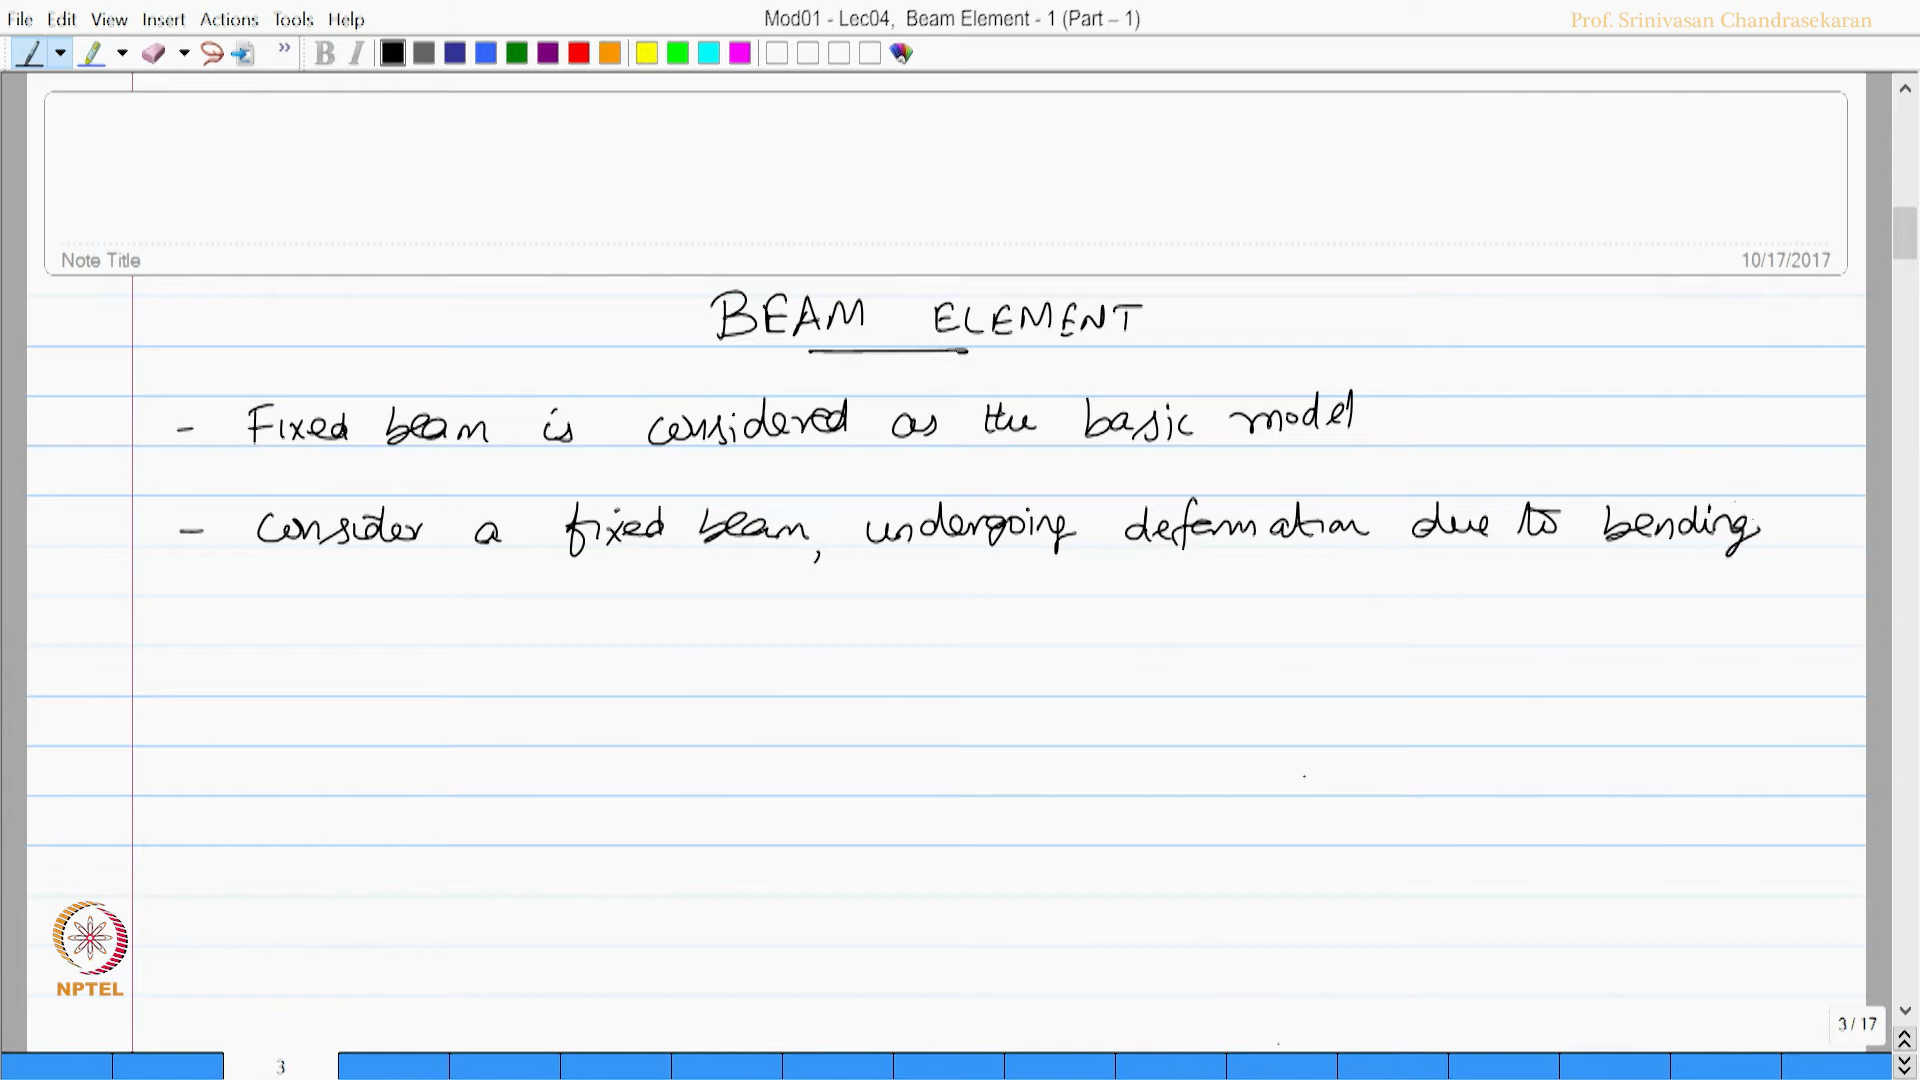 File Edit View Insert Actions Tools Help
Mod01 - Lec04, Beam Element - 1 (Part – 1)
Prof. Srinivasan Chandrasekaran
B I
Note Title
10/17/2017
BEAM ELEMENT
- Fixed beam is considered as the basic model
- Consider a fixed beam, undergoing deformation due to bending
NPTEL
3 / 17
3